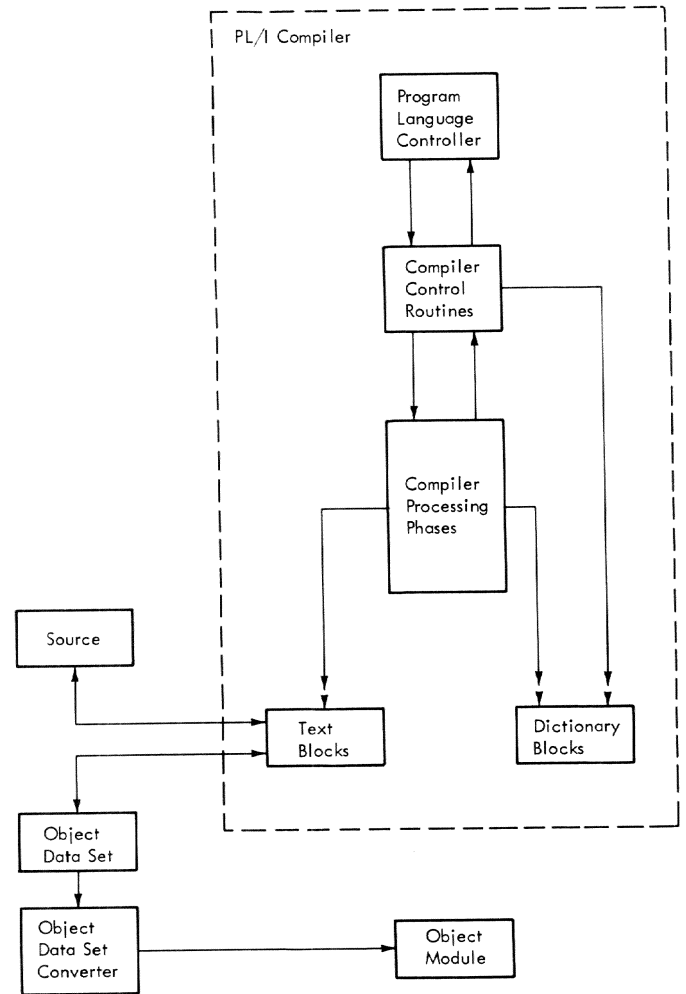 PL/I Compiler
Program
Language
Controller
Compiler
Control
Routines
Compiler
Processing
Phases
Source
Text
Blocks
Dictionary
Blocks
Object
Data Set
Object
Data Set
Converter
Object
Module